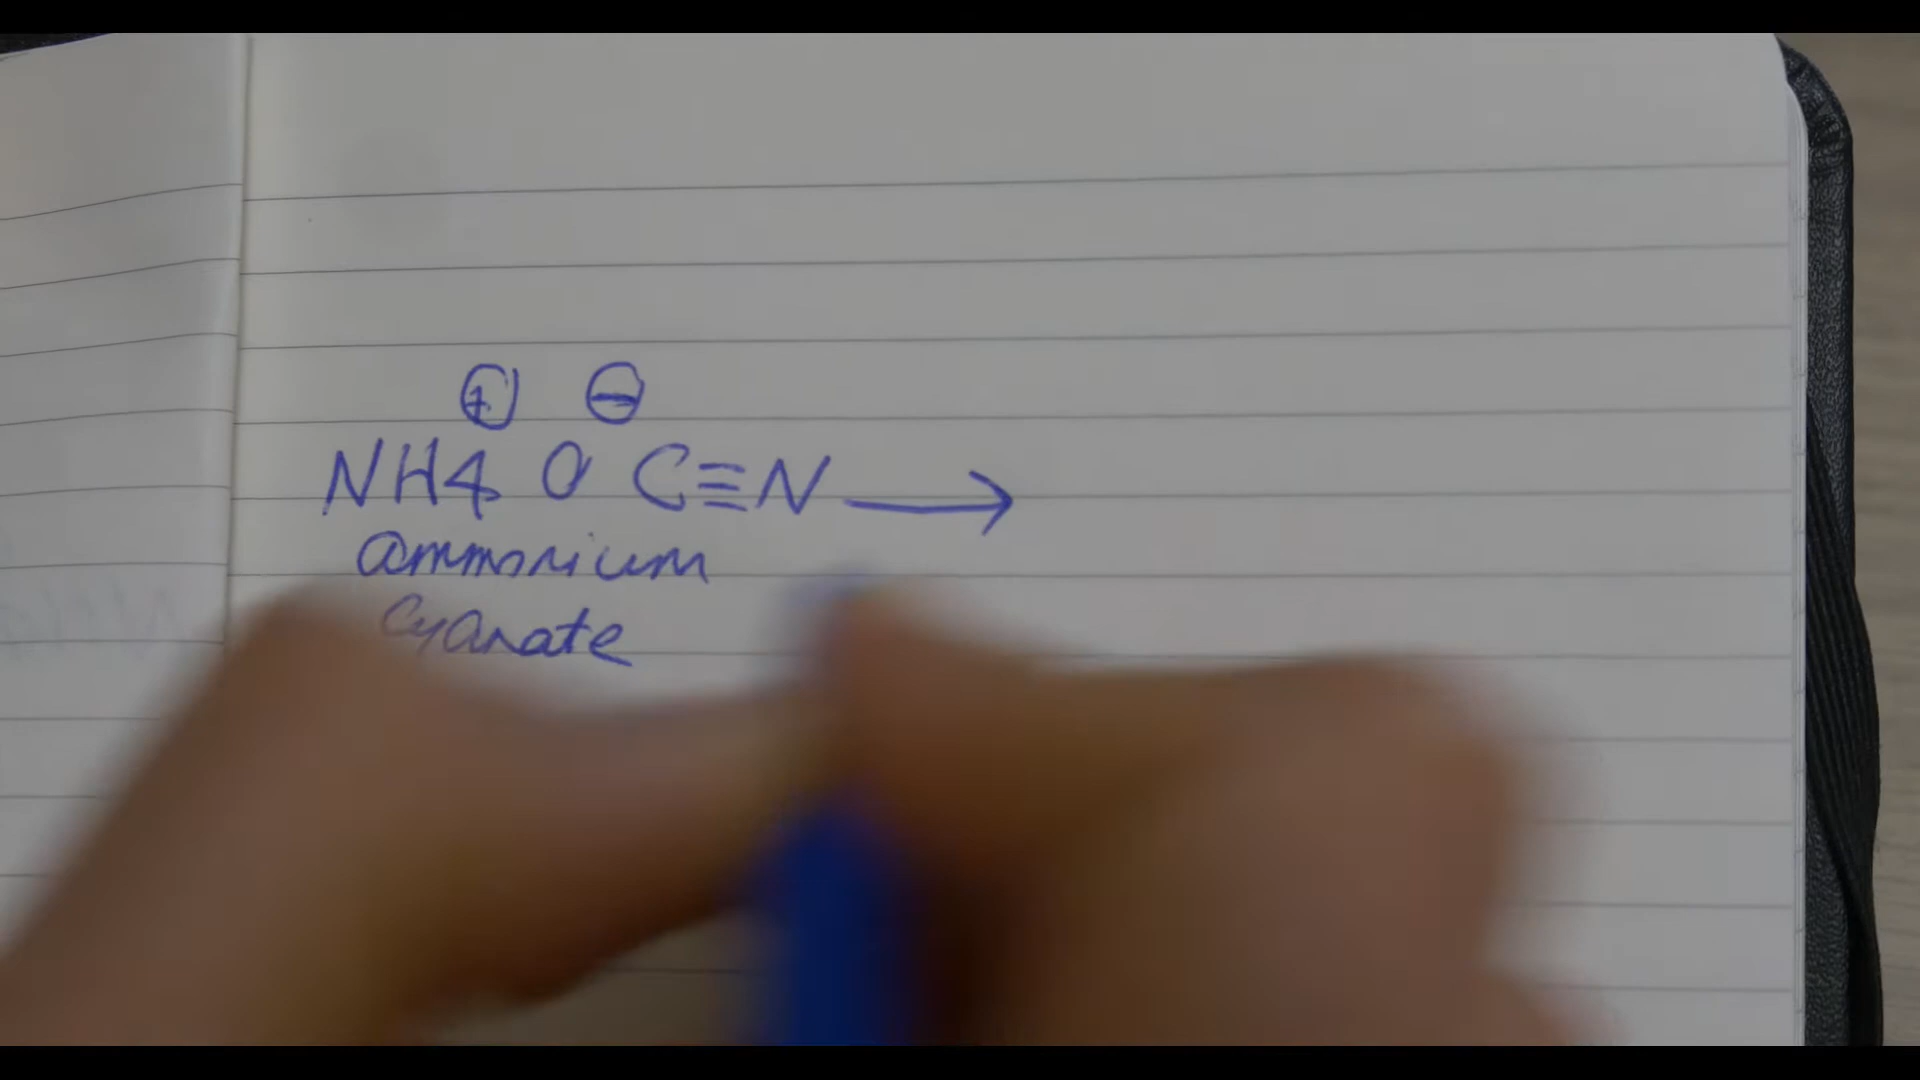 ⊕ ⊖
NH4 O C≡N ⟶
ammonium
cyanate